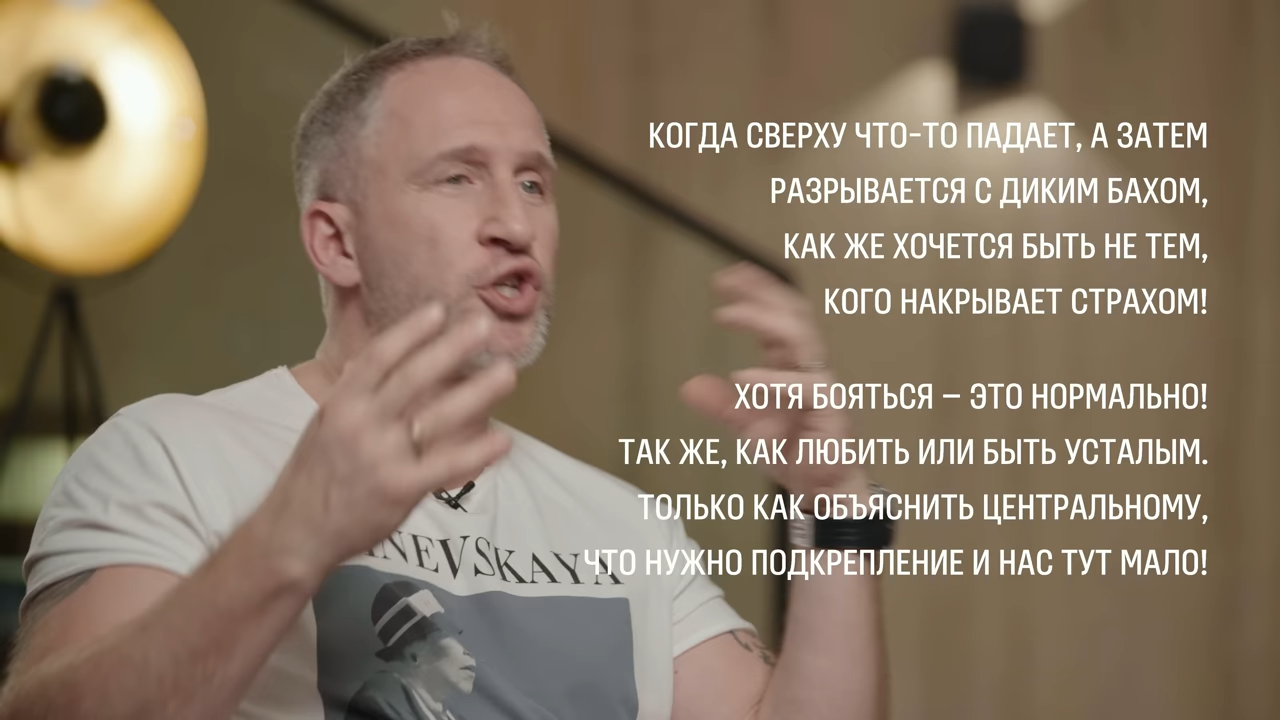 КОГДА СВЕРХУ ЧТО-ТО ПАДАЕТ, А ЗАТЕМ
РАЗРЫВАЕТСЯ С ДИКИМ БАХОМ,
КАК ЖЕ ХОЧЕТСЯ БЫТЬ НЕ ТЕМ,
КОГО НАКРЫВАЕТ СТРАХОМ!
ХОТЯ БОЯТЬСЯ – ЭТО НОРМАЛЬНО!
ТАК ЖЕ, КАК ЛЮБИТЬ ИЛИ БЫТЬ УСТАЛЫМ.
ТОЛЬКО КАК ОБЪЯСНИТЬ ЦЕНТРАЛЬНОМУ,
ЧТО НУЖНО ПОДКРЕПЛЕНИЕ И НАС ТУТ МАЛО!
NEVSKAYA